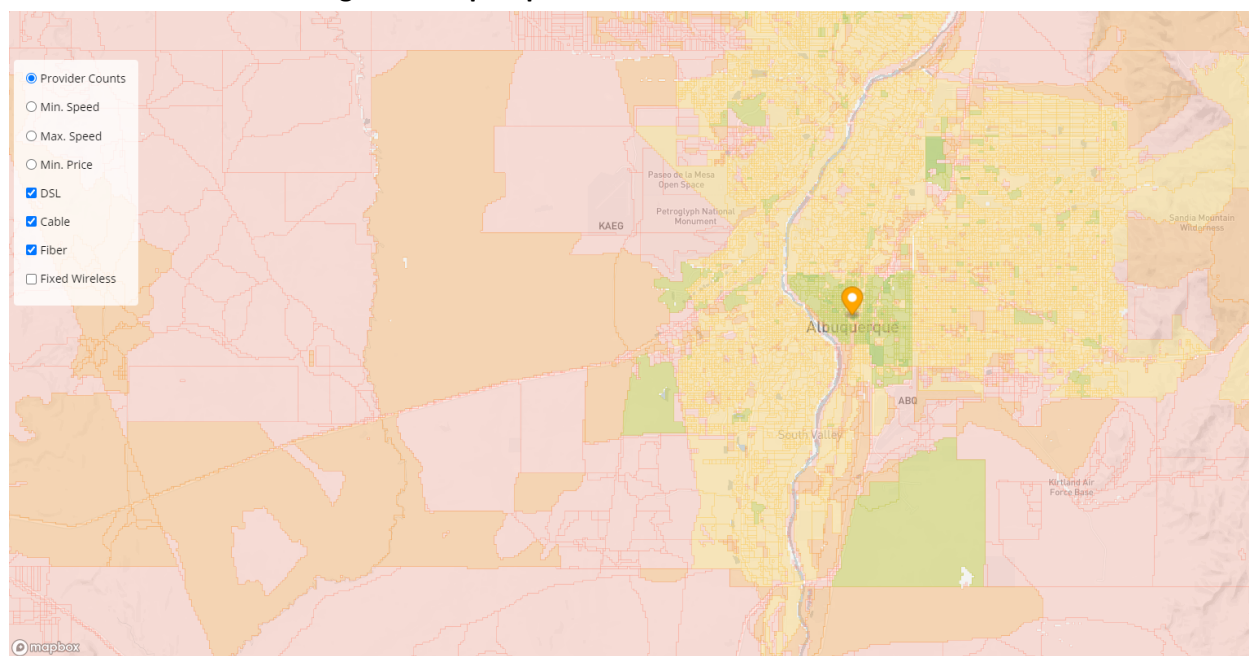 Provider Counts
Min. Speed
Max. Speed
Min. Price
DSL
Cable
Fiber
Fixed Wireless
Paseo de la Mesa
Open Space
Petroglyph National
Monument
KAEG
Sandia Mountain
Wilderness
Albuquerque
ABQ
South Valley
Kirtland Air
Force Base
mapbox